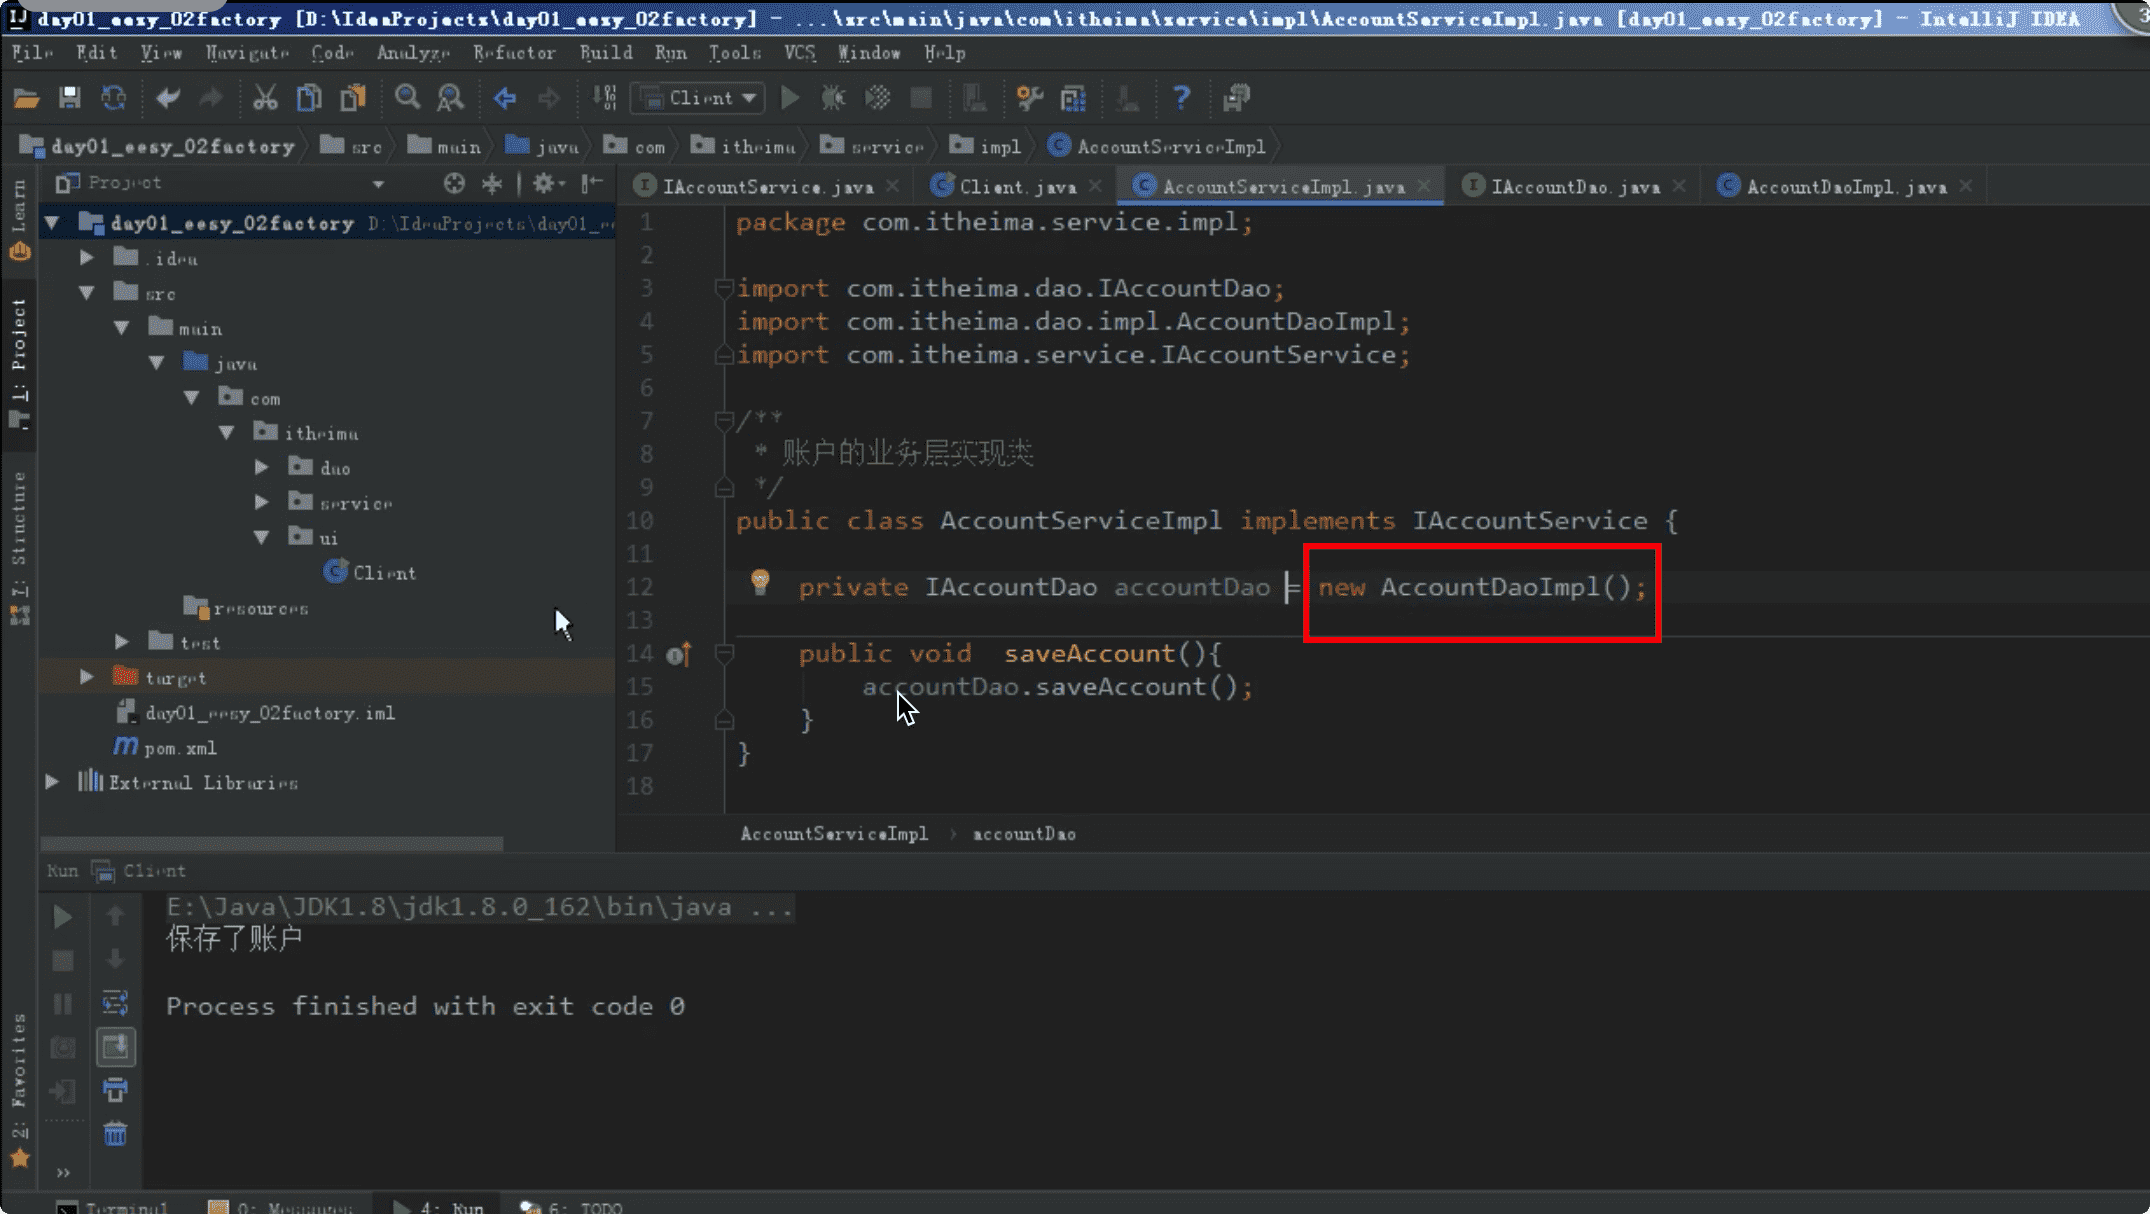 day01_eesy_02factory [D:\IdeaProjects\day01_eesy_02factory] - ...\src\main\java\com\itheima\service\impl\AccountServiceImpl.java [day01_eesy_02factory] - IntelliJ IDEA
File Edit View Navigate Code Analyze Refactor Build Run Tools VCS Window Help
Client
day01_eesy_02factory src main java com itheima service impl AccountServiceImpl
Learn
1: Project
7: Structure
2: Favorites
Project
day01_eesy_02factory D:\IdeaProjects\day01_ee
.idea
src
main
java
com
itheima
dao
service
ui
Client
resources
test
target
day01_eesy_02factory.iml
pom.xml
External Libraries
IAccountService.java Client.java AccountServiceImpl.java IAccountDao.java AccountDaoImpl.java
1 package com.itheima.service.impl;
2
3 import com.itheima.dao.IAccountDao;
4 import com.itheima.dao.impl.AccountDaoImpl;
5 import com.itheima.service.IAccountService;
6
7 /**
8 * 账户的业务层实现类
9 */
10 public class AccountServiceImpl implements IAccountService {
11
12 private IAccountDao accountDao = new AccountDaoImpl();
13
14 public void saveAccount(){
15 accountDao.saveAccount();
16 }
17 }
18
AccountServiceImpl › accountDao
Run Client
E:\Java\JDK1.8\jdk1.8.0_162\bin\java ...
保存了账户
Process finished with exit code 0
Terminal 0: Messages 4: Run 6: TODO